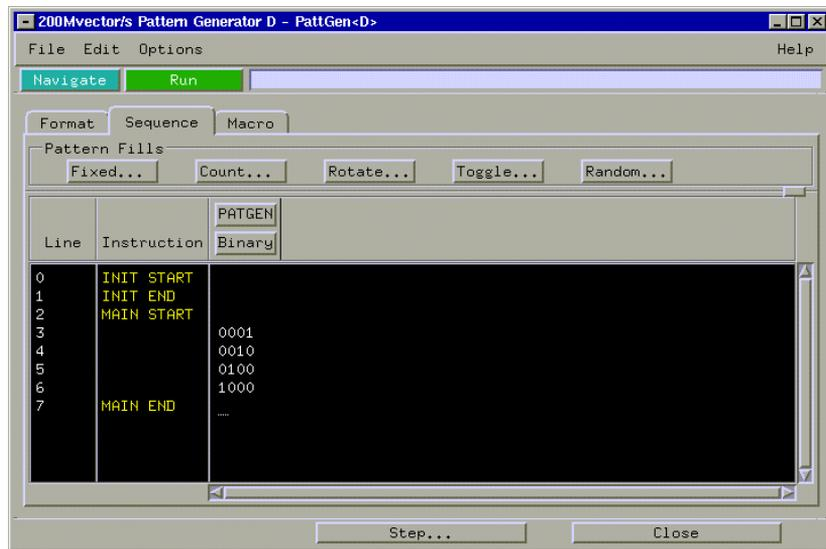 200Mvector/s Pattern Generator D - PattGen<D>
File Edit Options Help
Navigate Run
Format Sequence Macro
Pattern Fills
Fixed... Count... Rotate... Toggle... Random...
PATGEN
Line Instruction Binary
0 INIT START
1 INIT END
2 MAIN START
3 0001
4 0010
5 0100
6 1000
7 MAIN END
Step... Close